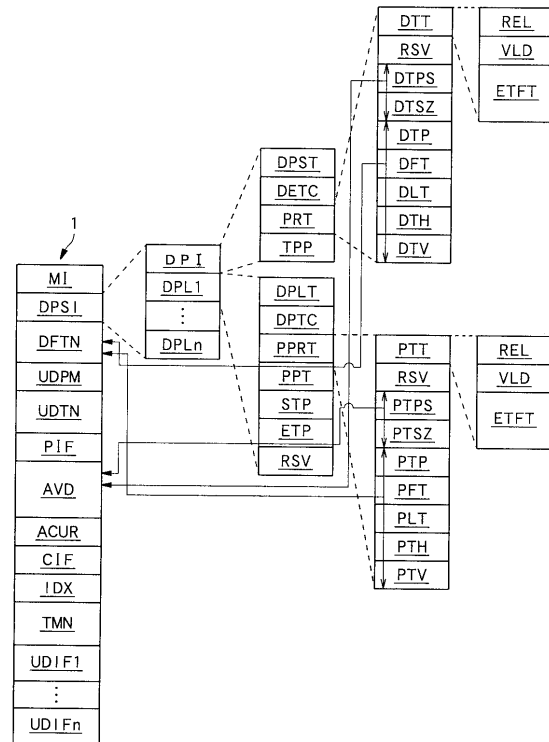 1
MI
DPSI
DFTN
UDPM
UDTN
PIF
AVD
ACUR
CIF
IDX
TMN
UDIF1
⋮
UDIFn
DPI
DPL1
⋮
DPLn
DPST
DETC
PRT
TPP
DPLT
DPTC
PPRT
PPT
STP
ETP
RSV
DTT
RSV
DTPS
DTSZ
DTP
DFT
DLT
DTH
DTV
REL
VLD
ETFT
PTT
RSV
PTPS
PTSZ
PTP
PFT
PLT
PTH
PTV
REL
VLD
ETFT